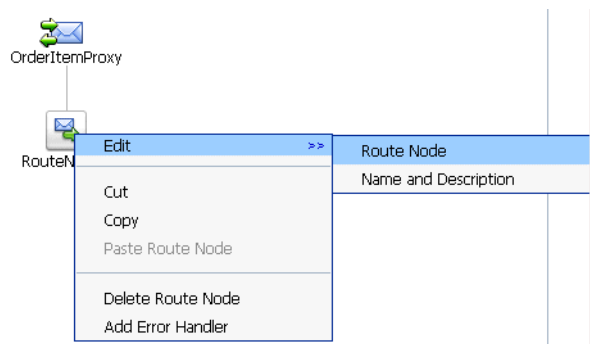 OrderItemProxy
RouteN
Edit >>
Route Node
Name and Description
Cut
Copy
Paste Route Node
Delete Route Node
Add Error Handler